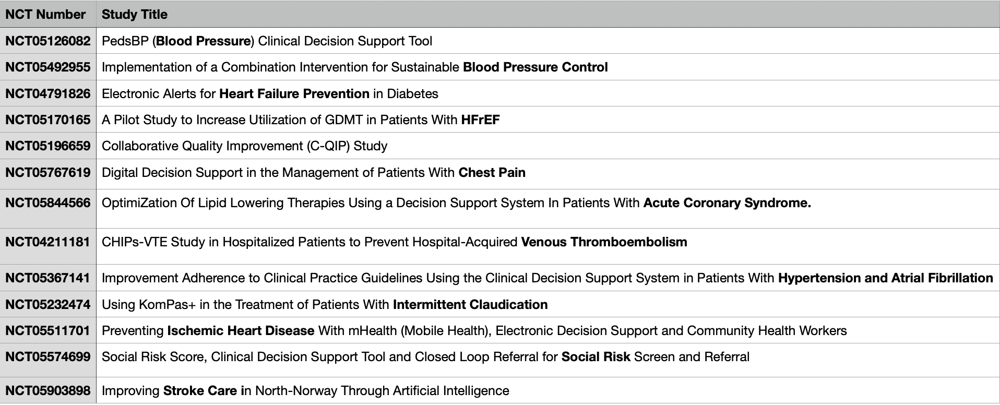 NCT Number Study Title
NCT05126082 PedsBP (Blood Pressure) Clinical Decision Support Tool
NCT05492955 Implementation of a Combination Intervention for Sustainable Blood Pressure Control
NCT04791826 Electronic Alerts for Heart Failure Prevention in Diabetes
NCT05170165 A Pilot Study to Increase Utilization of GDMT in Patients With HFrEF
NCT05196659 Collaborative Quality Improvement (C-QIP) Study
NCT05767619 Digital Decision Support in the Management of Patients With Chest Pain
NCT05844566 OptimiZation Of Lipid Lowering Therapies Using a Decision Support System In Patients With Acute Coronary Syndrome.
NCT04211181 CHIPs-VTE Study in Hospitalized Patients to Prevent Hospital-Acquired Venous Thromboembolism
NCT05367141 Improvement Adherence to Clinical Practice Guidelines Using the Clinical Decision Support System in Patients With Hypertension and Atrial Fibrillation
NCT05232474 Using KomPas+ in the Treatment of Patients With Intermittent Claudication
NCT05511701 Preventing Ischemic Heart Disease With mHealth (Mobile Health), Electronic Decision Support and Community Health Workers
NCT05574699 Social Risk Score, Clinical Decision Support Tool and Closed Loop Referral for Social Risk Screen and Referral
NCT05903898 Improving Stroke Care in North-Norway Through Artificial Intelligence